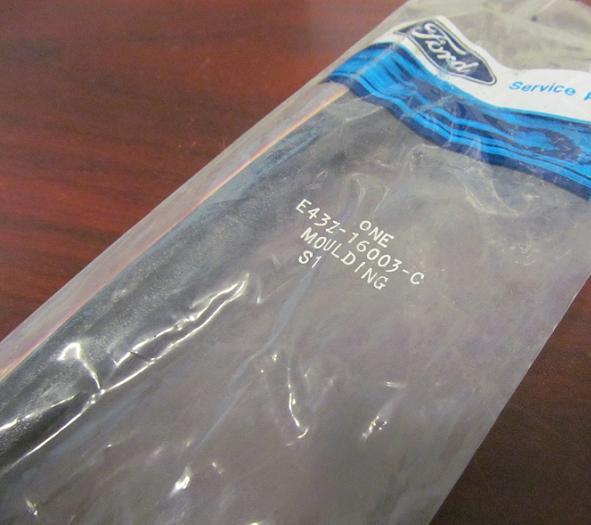 Ford
Service
ONE
E43Z-16003-C
MOULDING
S1